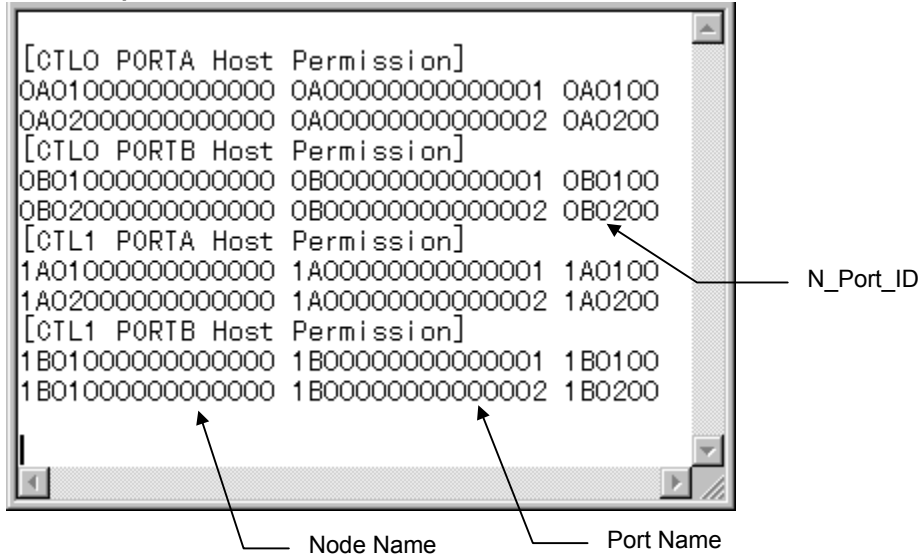 [CTL0 PORTA Host Permission]
0A01000000000000 0A00000000000001 0A0100
0A02000000000000 0A00000000000002 0A0200
[CTL0 PORTB Host Permission]
0B01000000000000 0B00000000000001 0B0100
0B02000000000000 0B00000000000002 0B0200
[CTL1 PORTA Host Permission]
1A01000000000000 1A00000000000001 1A0100
1A02000000000000 1A00000000000002 1A0200
[CTL1 PORTB Host Permission]
1B01000000000000 1B00000000000001 1B0100
1B01000000000000 1B00000000000002 1B0200
N_Port_ID
Node Name
Port Name